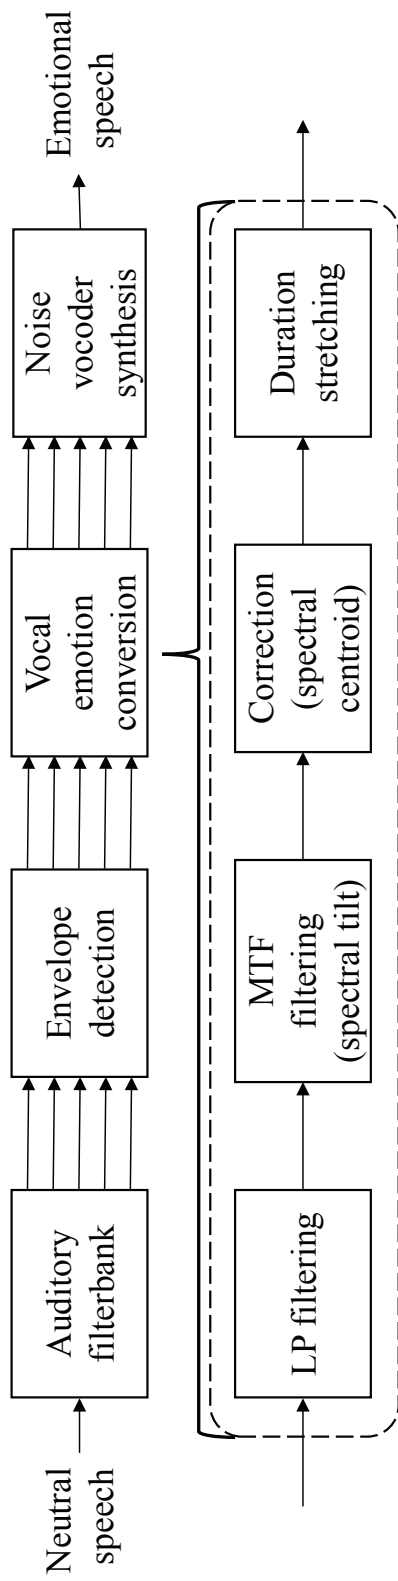 Neutral
speech
Auditory
filterbank
Envelope
detection
Vocal
emotion
conversion
Noise
vocoder
synthesis
Emotional
speech
LP filtering
MTF
filtering
(spectral tilt)
Correction
(spectral
centroid)
Duration
stretching